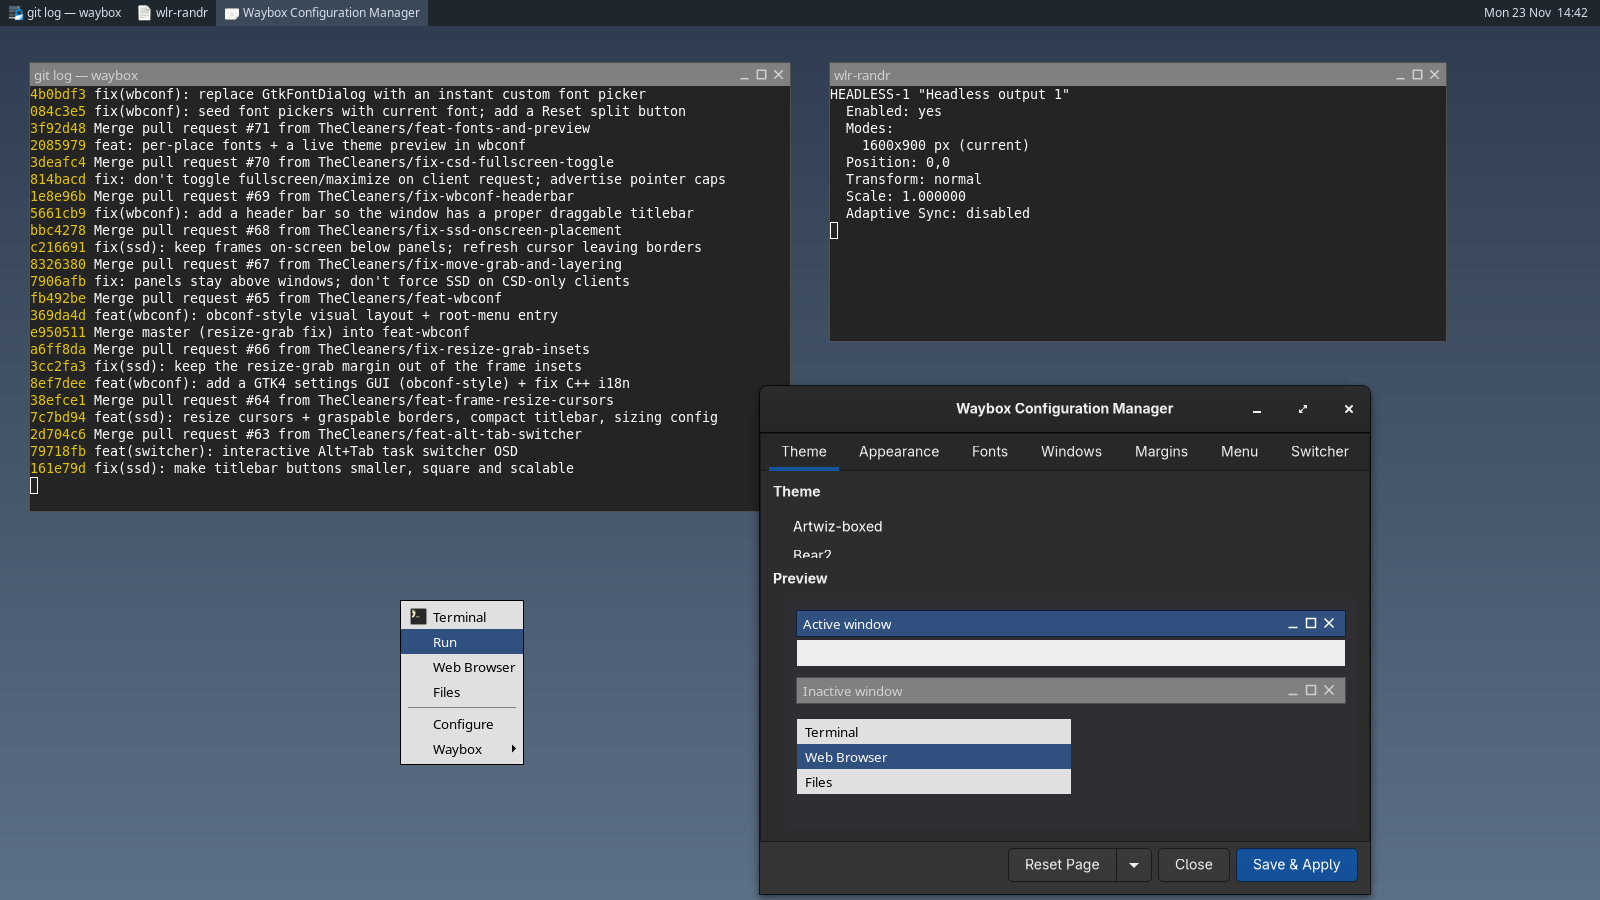 git log — waybox
wlr-randr
Waybox Configuration Manager
Mon 23 Nov 14:42
git log — waybox
4b0bdf3 fix(wbconf): replace GtkFontDialog with an instant custom font picker
084c3e5 fix(wbconf): seed font pickers with current font; add a Reset split button
3f92d48 Merge pull request #71 from TheCleaners/feat-fonts-and-preview
2085979 feat: per-place fonts + a live theme preview in wbconf
3deafc4 Merge pull request #70 from TheCleaners/fix-csd-fullscreen-toggle
814bacd fix: don't toggle fullscreen/maximize on client request; advertise pointer caps
1e8e96b Merge pull request #69 from TheCleaners/fix-wbconf-headerbar
5661cb9 fix(wbconf): add a header bar so the window has a proper draggable titlebar
bbc4278 Merge pull request #68 from TheCleaners/fix-ssd-onscreen-placement
c216691 fix(ssd): keep frames on-screen below panels; refresh cursor leaving borders
8326380 Merge pull request #67 from TheCleaners/fix-move-grab-and-layering
7906afb fix: panels stay above windows; don't force SSD on CSD-only clients
fb492be Merge pull request #65 from TheCleaners/feat-wbconf
369da4d feat(wbconf): obconf-style visual layout + root-menu entry
e950511 Merge master (resize-grab fix) into feat-wbconf
a6ff8da Merge pull request #66 from TheCleaners/fix-resize-grab-insets
3cc2fa3 fix(ssd): keep the resize-grab margin out of the frame insets
8ef7dee feat(wbconf): add a GTK4 settings GUI (obconf-style) + fix C++ i18n
38efce1 Merge pull request #64 from TheCleaners/feat-frame-resize-cursors
7c7bd94 feat(ssd): resize cursors + graspable borders, compact titlebar, sizing config
2d704c6 Merge pull request #63 from TheCleaners/feat-alt-tab-switcher
79718fb feat(switcher): interactive Alt+Tab task switcher OSD
161e79d fix(ssd): make titlebar buttons smaller, square and scalable
wlr-randr
HEADLESS-1 "Headless output 1"
Enabled: yes
Modes:
1600x900 px (current)
Position: 0,0
Transform: normal
Scale: 1.000000
Adaptive Sync: disabled
Terminal
Run
Web Browser
Files
Configure
Waybox
Waybox Configuration Manager
Theme
Appearance
Fonts
Windows
Margins
Menu
Switcher
Theme
Artwiz-boxed
Bear2
Preview
Active window
Inactive window
Terminal
Web Browser
Files
Reset Page
Close
Save & Apply